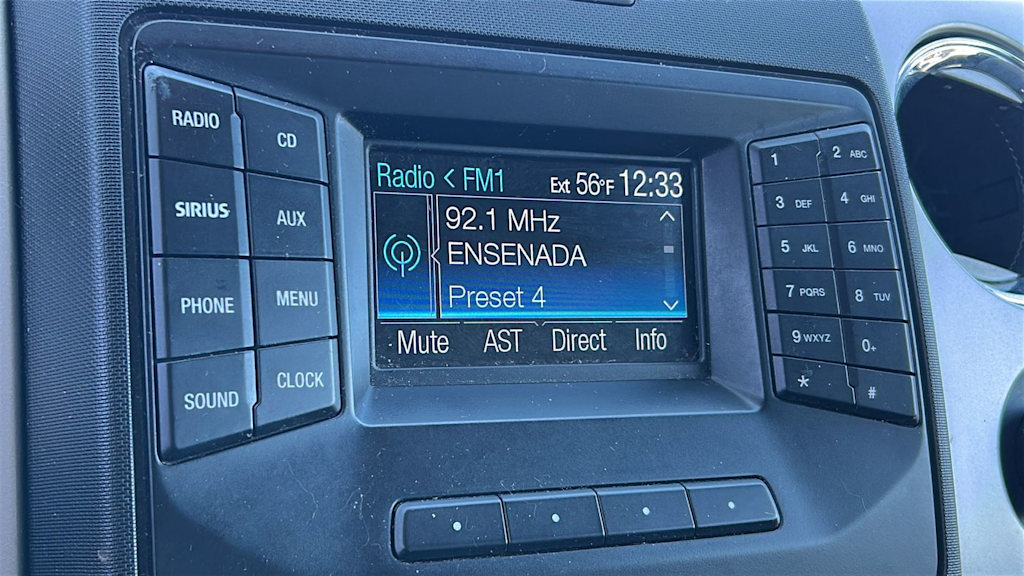 RADIO
CD
SIRIUS
AUX
PHONE
MENU
SOUND
CLOCK
Radio < FM1 Ext 56°F 12:33
92.1 MHz
ENSENADA
Preset 4
Mute AST Direct Info
1 2 ABC
3 DEF 4 GHI
5 JKL 6 MNO
7 PQRS 8 TUV
9 WXYZ 0+
* #